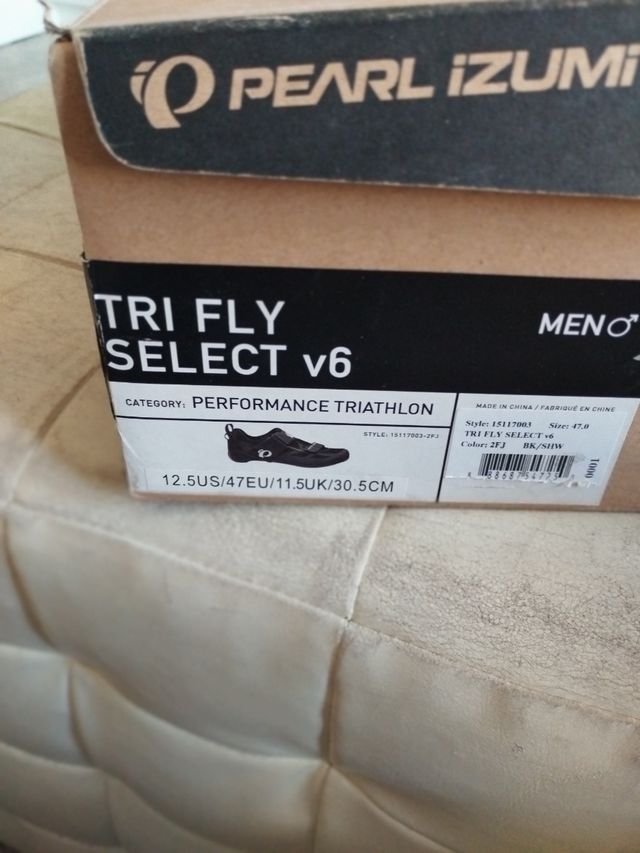 PEARL iZUMi
TRI FLY
SELECT v6
MEN♂
CATEGORY: PERFORMANCE TRIATHLON
STYLE: 15117003-2FJ
12.5US/47EU/11.5UK/30.5CM
MADE IN CHINA / FABRIQUÉ EN CHINE
Style: 15117003 Size: 47.0
TRI FLY SELECT v6
Color: 2FJ BK/SHW
1000